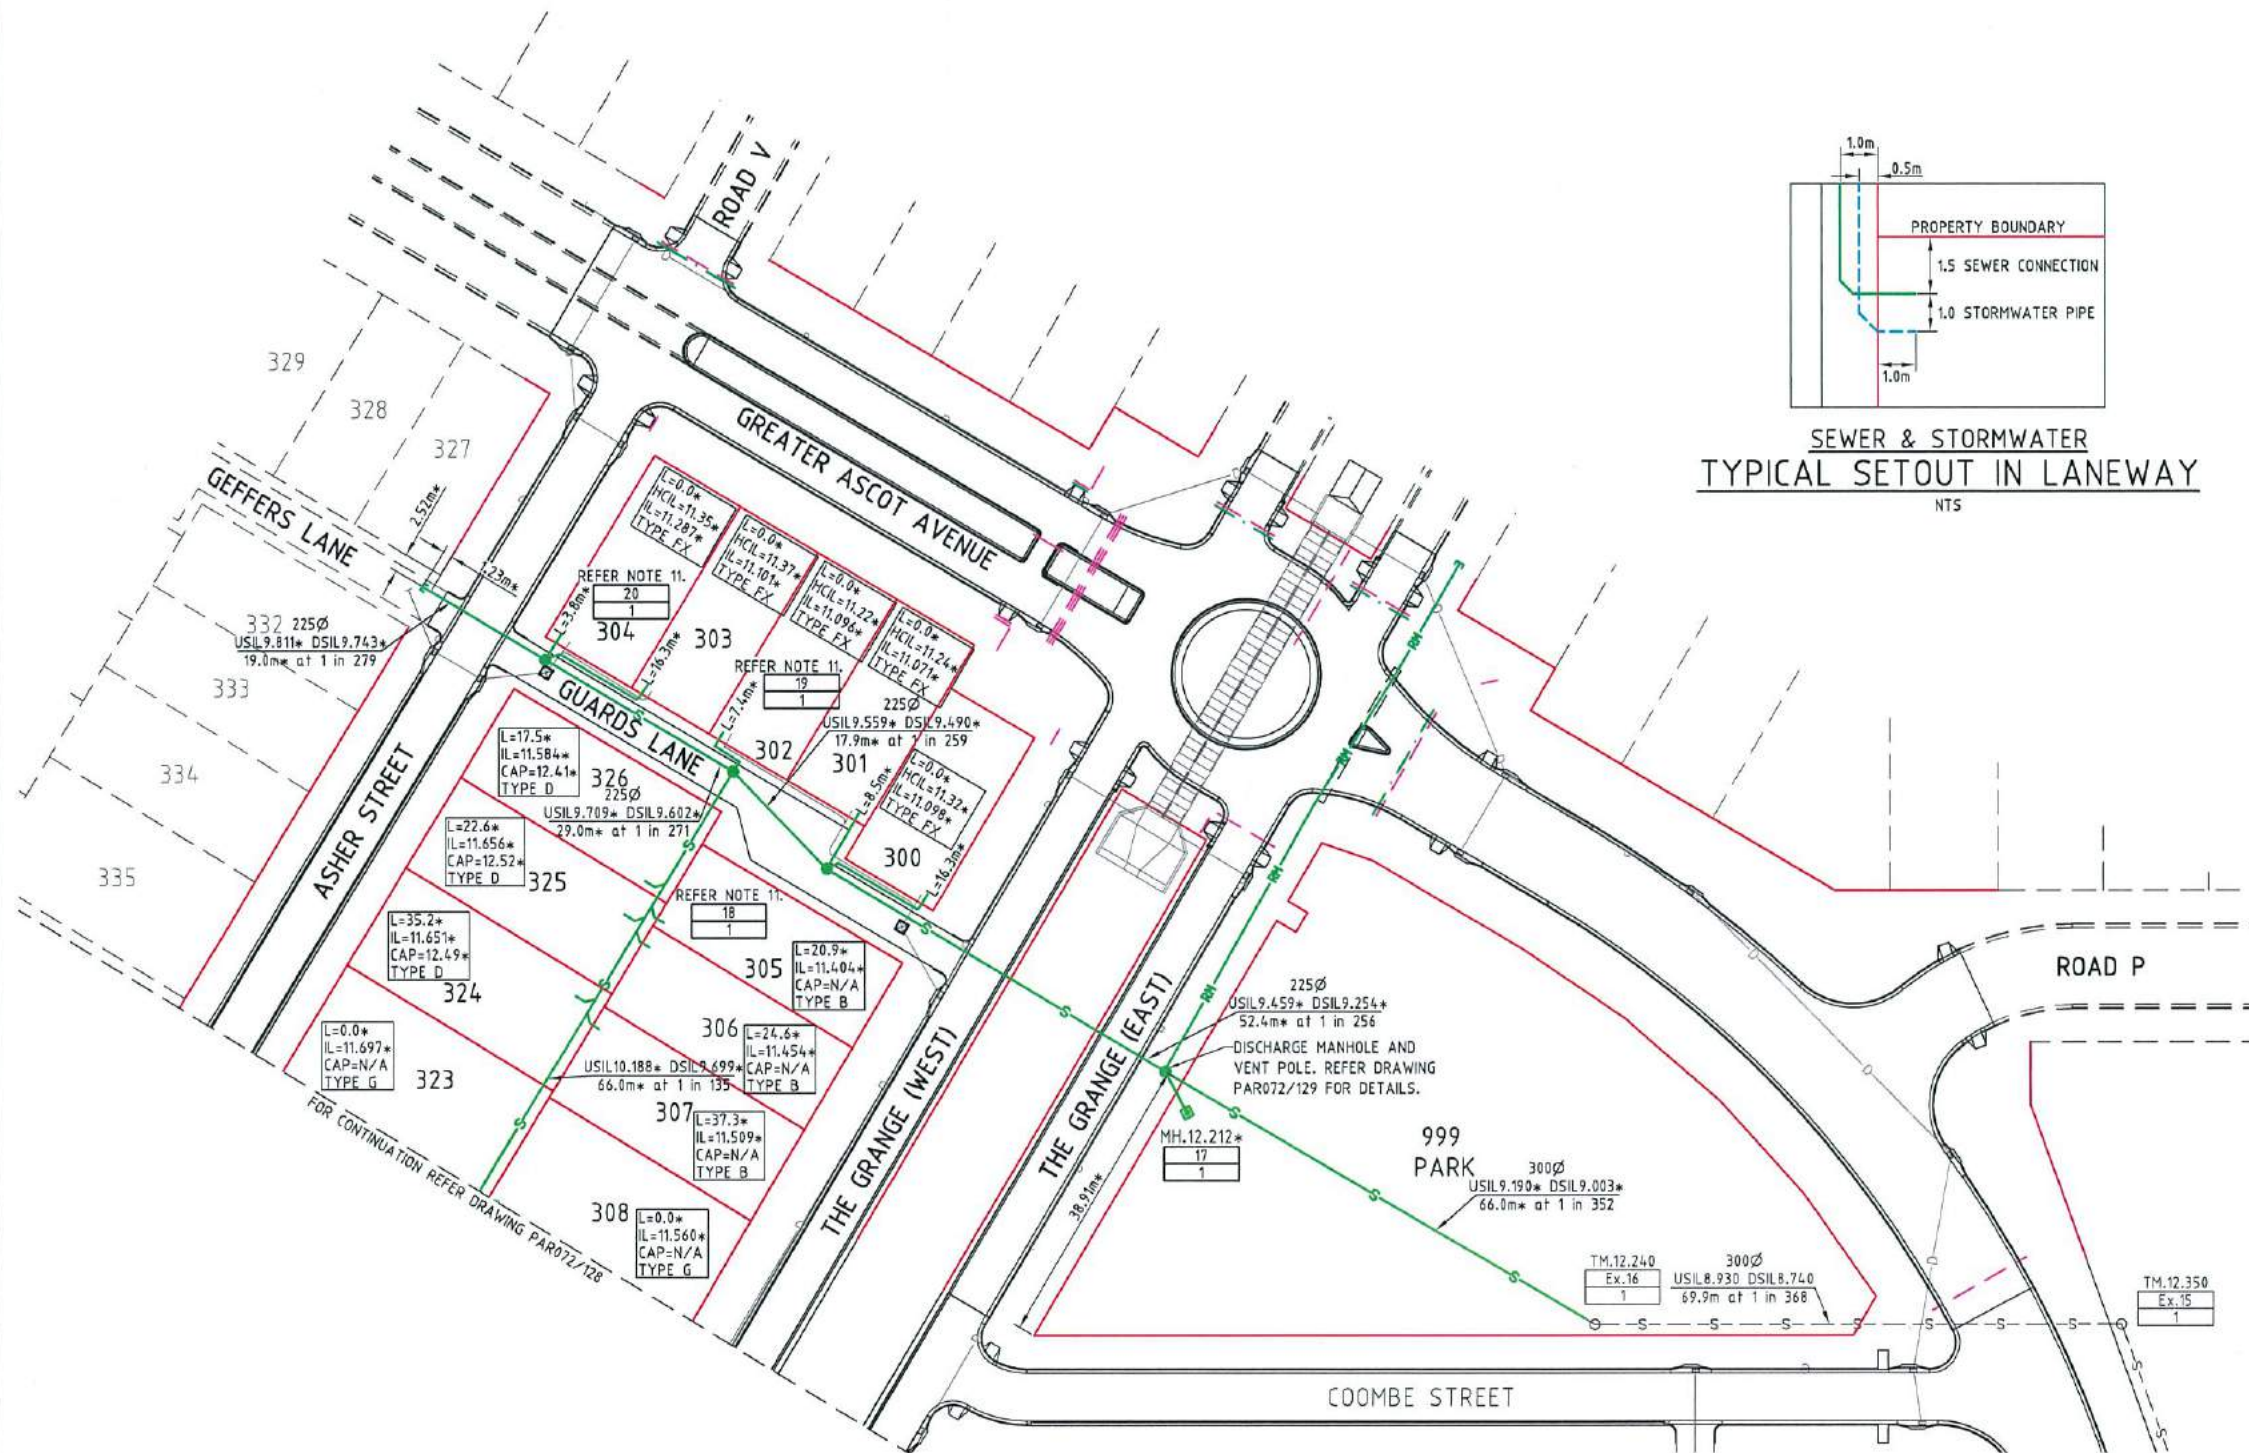 ROAD V
1.0m
0.5m
PROPERTY BOUNDARY
1.5 SEWER CONNECTION
1.0 STORMWATER PIPE
1.0m
SEWER & STORMWATER
TYPICAL SETOUT IN LANEWAY
NTS
329
328
327
GEFFERS LANE
2.52m*
GREATER ASCOT AVENUE
L=0.0*
HCIL=11.35*
IL=11.287*
TYPE FX
L=0.0*
HCIL=11.37*
IL=11.101*
TYPE FX
L=0.0*
HCIL=11.22*
IL=11.096*
TYPE FX
L=0.0*
HCIL=11.24*
IL=11.071*
TYPE FX
REFER NOTE 11.
20
1
304
L=3.8m*
303
L=16.3m*
332
225Ø
USIL9.811* DSIL9.743*
19.0m* at 1 in 279
333
334
335
ASHER STREET
GUARDS LANE
REFER NOTE 11.
19
1
L=7.4m*
302
225Ø
USIL9.559* DSIL9.490*
17.9m* at 1 in 259
301
L=8.5m*
L=0.0*
HCIL=11.32*
IL=11.098*
TYPE FX
300
L=16.3m*
L=17.5*
IL=11.584*
CAP=12.41*
TYPE D
326
225Ø
USIL9.709* DSIL9.602*
29.0m* at 1 in 271
L=22.6*
IL=11.656*
CAP=12.52*
TYPE D
325
REFER NOTE 11.
18
1
L=35.2*
IL=11.651*
CAP=12.49*
TYPE D
324
305
L=20.9*
IL=11.404*
CAP=N/A
TYPE B
L=0.0*
IL=11.697*
CAP=N/A
TYPE G
323
306
L=24.6*
IL=11.454*
CAP=N/A
TYPE B
USIL10.188* DSIL9.699*
66.0m* at 1 in 135
307
L=37.3*
IL=11.509*
CAP=N/A
TYPE B
308
L=0.0*
IL=11.560*
CAP=N/A
TYPE G
FOR CONTINUATION REFER DRAWING PAR072/128
THE GRANGE (WEST)
THE GRANGE (EAST)
RM
RM
RM
RM
S
S
S
S
S
S
S
S
S
225Ø
USIL9.459* DSIL9.254*
52.4m* at 1 in 256
DISCHARGE MANHOLE AND
VENT POLE. REFER DRAWING
PAR072/129 FOR DETAILS.
MH.12.212*
17
1
38.91m*
999
PARK
300Ø
USIL9.190* DSIL9.003*
66.0m* at 1 in 352
ROAD P
TM.12.240
Ex.16
1
300Ø
USIL8.930 DSIL8.740
69.9m at 1 in 368
S
S
S
S
S
S
S
TM.12.350
Ex.15
1
S
S
COOMBE STREET